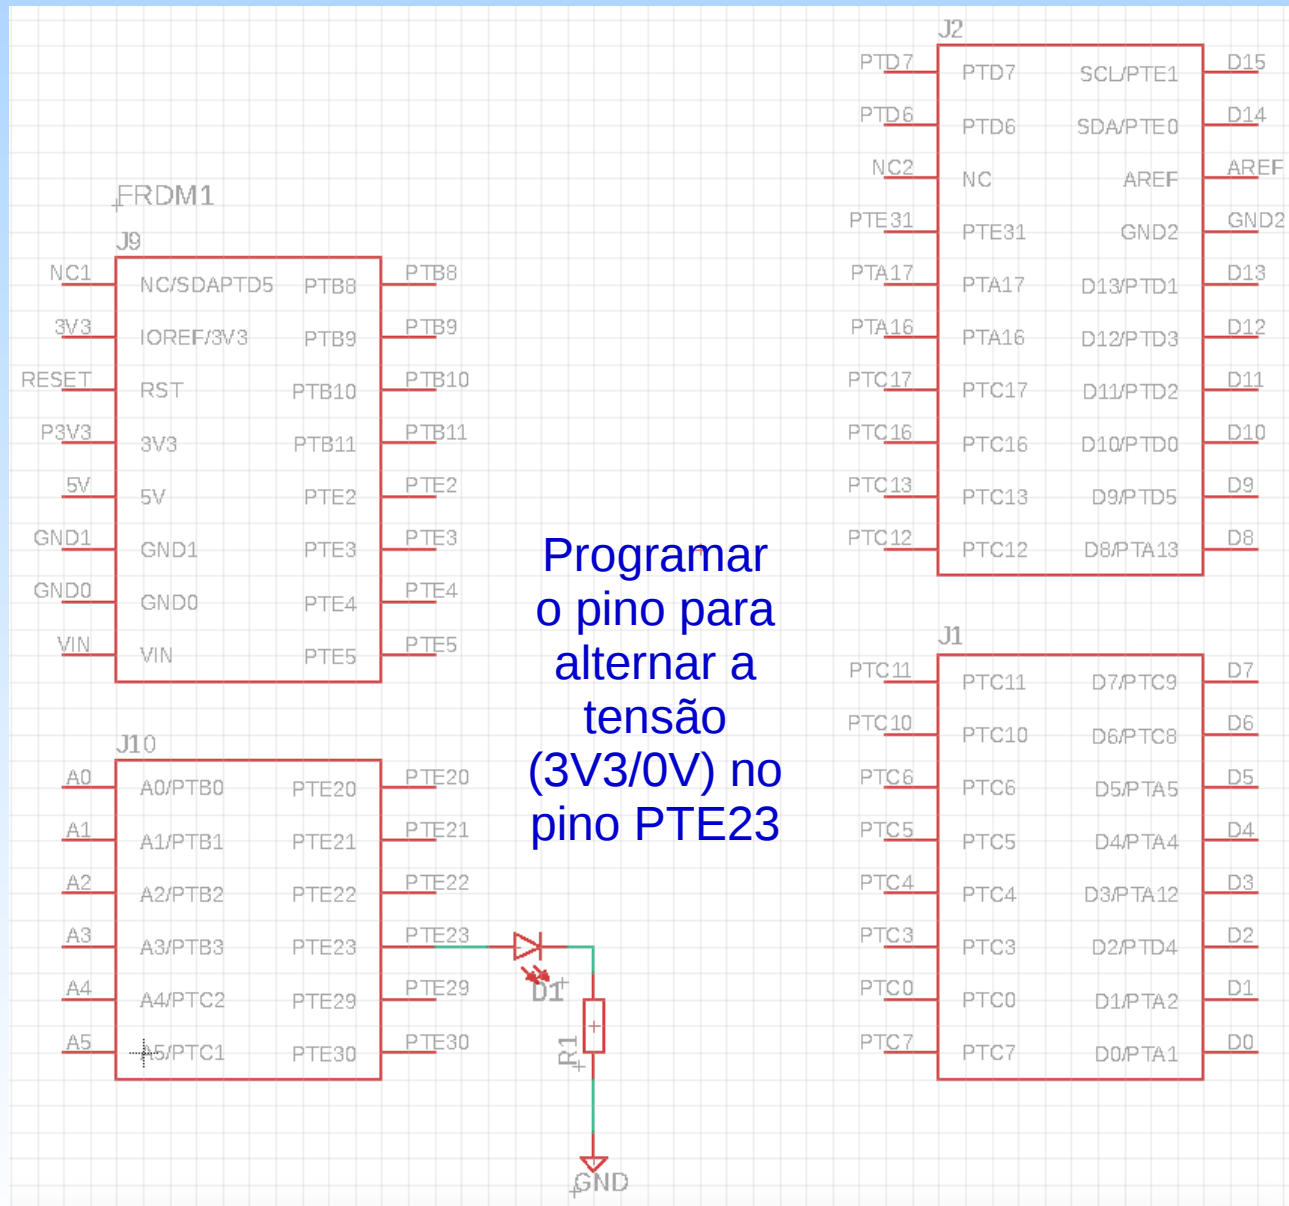 FRDM1
J9
NC1 NC/SDAPTD5 PTB8 PTB8
3V3 IOREF/3V3 PTB9 PTB9
RESET RST PTB10 PTB10
P3V3 3V3 PTB11 PTB11
5V 5V PTE2 PTE2
GND1 GND1 PTE3 PTE3
GND0 GND0 PTE4 PTE4
VIN VIN PTE5 PTE5
J10
A0 A0/PTB0 PTE20 PTE20
A1 A1/PTB1 PTE21 PTE21
A2 A2/PTB2 PTE22 PTE22
A3 A3/PTB3 PTE23 PTE23
A4 A4/PTC2 PTE29 PTE29
A5 A5/PTC1 PTE30 PTE30
D1
R1
GND
Programar
o pino para
alternar a
tensão
(3V3/0V) no
pino PTE23
J2
PTD7 PTD7 SCL/PTE1 D15
PTD6 PTD6 SDA/PTE0 D14
NC2 NC AREF AREF
PTE31 PTE31 GND2 GND2
PTA17 PTA17 D13/PTD1 D13
PTA16 PTA16 D12/PTD3 D12
PTC17 PTC17 D11/PTD2 D11
PTC16 PTC16 D10/PTD0 D10
PTC13 PTC13 D9/PTD5 D9
PTC12 PTC12 D8/PTA13 D8
J1
PTC11 PTC11 D7/PTC9 D7
PTC10 PTC10 D6/PTC8 D6
PTC6 PTC6 D5/PTA5 D5
PTC5 PTC5 D4/PTA4 D4
PTC4 PTC4 D3/PTA12 D3
PTC3 PTC3 D2/PTD4 D2
PTC0 PTC0 D1/PTA2 D1
PTC7 PTC7 D0/PTA1 D0